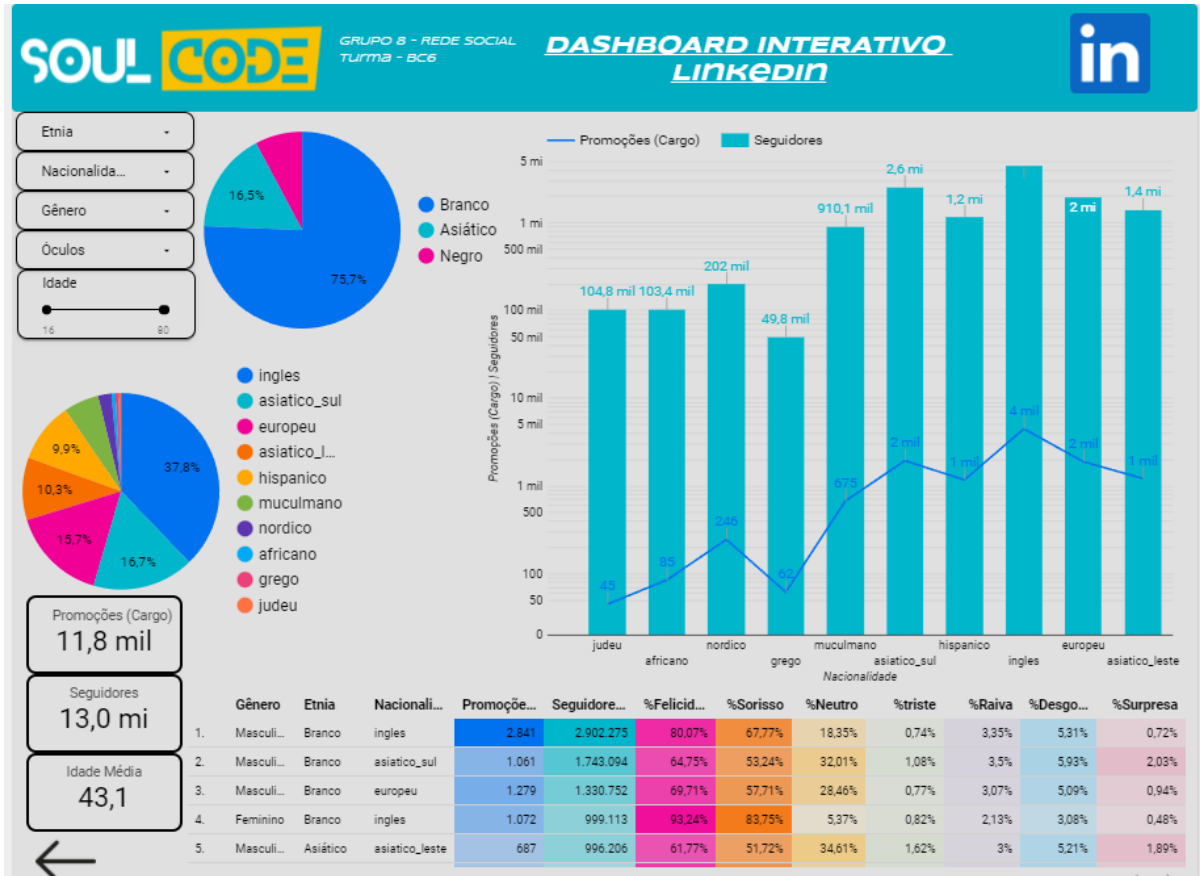 SOUL CODE
GRUPO 8 - REDE SOCIAL
Turma - BC6
DASHBOARD INTERATIVO
LINKEDIN
in
Etnia
Nacionalida...
Gênero
Óculos
Idade
16 80
16,5%
75,7%
Branco
Asiático
Negro
37,8%
16,7%
15,7%
10,3%
9,9%
ingles
asiatico_sul
europeu
asiatico_l...
hispanico
muculmano
nordico
africano
grego
judeu
Promoções (Cargo)
11,8 mil
Seguidores
13,0 mi
Idade Média
43,1
Promoções (Cargo) Seguidores
Promoções (Cargo) | Seguidores
5 mi
1 mi
500 mil
100 mil
50 mil
10 mil
5 mil
1 mil
500
100
50
0
104,8 mil 103,4 mil 202 mil 49,8 mil 910,1 mil 2,6 mi 1,2 mi 2 mi 1,4 mi
45 85 246 62 675 2 mil 1 mil 4 mil 2 mil 1 mil
judeu africano nordico grego muculmano asiatico_sul hispanico ingles europeu asiatico_leste
Nacionalidade
Gênero Etnia Nacionali... Promoçõe... Seguidore... %Felicid... %Sorisso %Neutro %triste %Raiva %Desgo... %Surpresa
1. Masculi... Branco ingles 2.841 2.902.275 80,07% 67,77% 18,35% 0,74% 3,35% 5,31% 0,72%
2. Masculi... Branco asiatico_sul 1.061 1.743.094 64,75% 53,24% 32,01% 1,08% 3,5% 5,93% 2,03%
3. Masculi... Branco europeu 1.279 1.330.752 69,71% 57,71% 28,46% 0,77% 3,07% 5,09% 0,94%
4. Feminino Branco ingles 1.072 999.113 93,24% 83,75% 5,37% 0,82% 2,13% 3,08% 0,48%
5. Masculi... Asiático asiatico_leste 687 996.206 61,77% 51,72% 34,61% 1,62% 3% 5,21% 1,89%